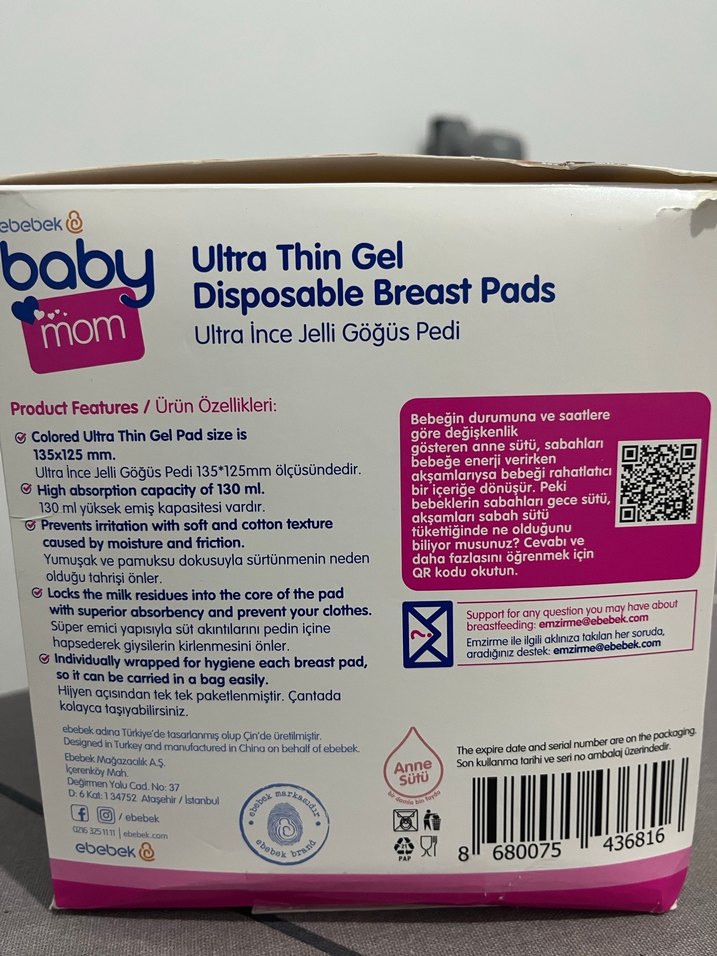 ebebek
baby
mom
Ultra Thin Gel
Disposable Breast Pads
Ultra İnce Jelli Göğüs Pedi
Product Features / Ürün Özellikleri:
Colored Ultra Thin Gel Pad size is
135x125 mm.
Ultra İnce Jelli Göğüs Pedi 135*125mm ölçüsündedir.
High absorption capacity of 130 ml.
130 ml yüksek emiş kapasitesi vardır.
Prevents irritation with soft and cotton texture
caused by moisture and friction.
Yumuşak ve pamuksu dokusuyla sürtünmenin neden
olduğu tahrişi önler.
Locks the milk residues into the core of the pad
with superior absorbency and prevent your clothes.
Süper emici yapısıyla süt akıntılarını pedin içine
hapsederek giysilerin kirlenmesini önler.
Individually wrapped for hygiene each breast pad,
so it can be carried in a bag easily.
Hijyen açısından tek tek paketlenmiştir. Çantada
kolayca taşıyabilirsiniz.
ebebek adına Türkiye'de tasarlanmış olup Çin'de üretilmiştir.
Designed in Turkey and manufactured in China on behalf of ebebek.
Ebebek Mağazacılık A.Ş.
İçerenköy Mah.
Değirmen Yolu Cad. No: 37
D: 6 Kat: 1 34752 Ataşehir / İstanbul
/ ebebek
0216 325 11 11 | ebebek.com
ebebek
ebebek markasıdır
ebebek brand
Bebeğin durumuna ve saatlere
göre değişkenlik
gösteren anne sütü, sabahları
bebeğe enerji verirken
akşamlarıysa bebeği rahatlatıcı
bir içeriğe dönüşür. Peki
bebeklerin sabahları gece sütü,
akşamları sabah sütü
tükettiğinde ne olduğunu
biliyor musunuz? Cevabı ve
daha fazlasını öğrenmek için
QR kodu okutun.
?
Support for any question you may have about
breastfeeding: emzirme@ebebek.com
Emzirme ile ilgili aklınıza takılan her soruda,
aradığınız destek: emzirme@ebebek.com
Anne
Sütü
bir damla bin fayda
PAP
The expire date and serial number are on the packaging.
Son kullanma tarihi ve seri no ambalaj üzerindedir.
8 680075 436816